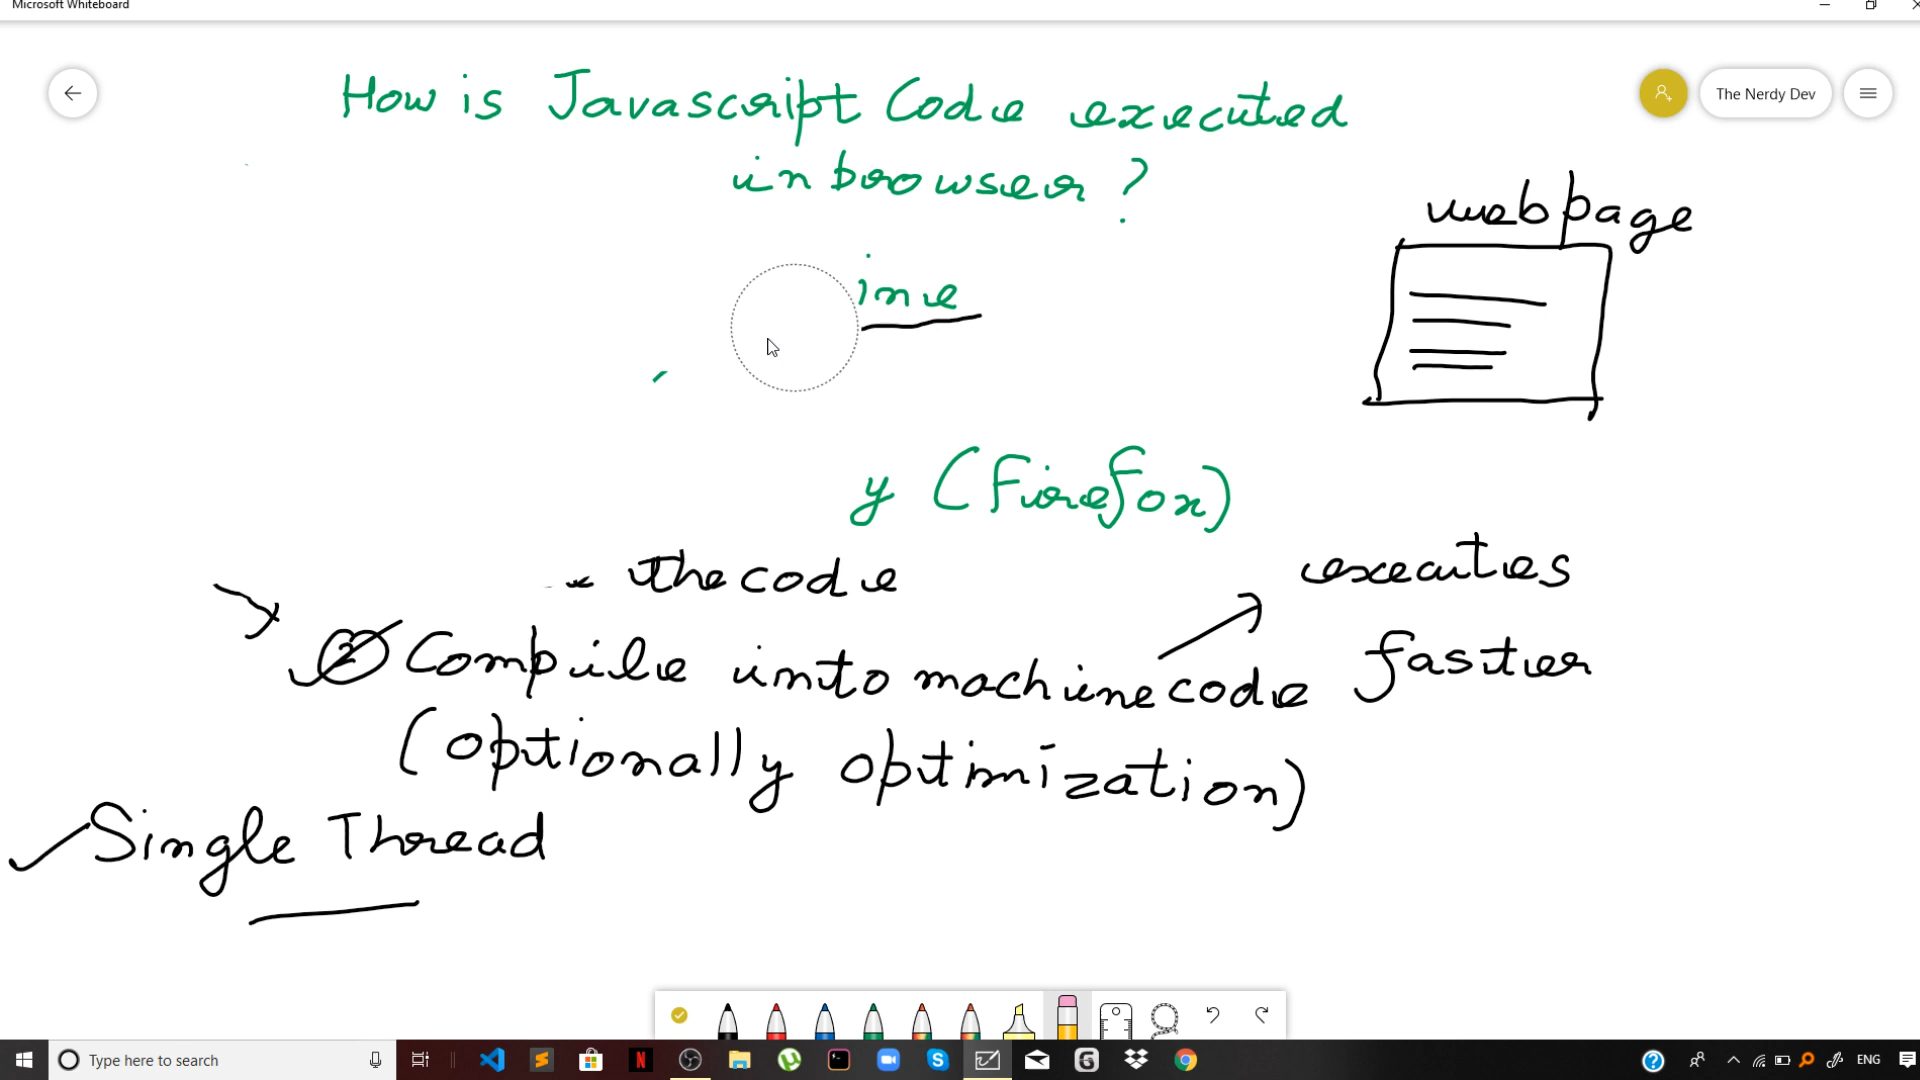 Microsoft Whiteboard
The Nerdy Dev
How is Javascript Code executed
in browser ?
webpage
ine
y (Firefox)
the code
executes
② Compile into machine code
faster
(optionally optimization)
Single Thread
Type here to search
ENG